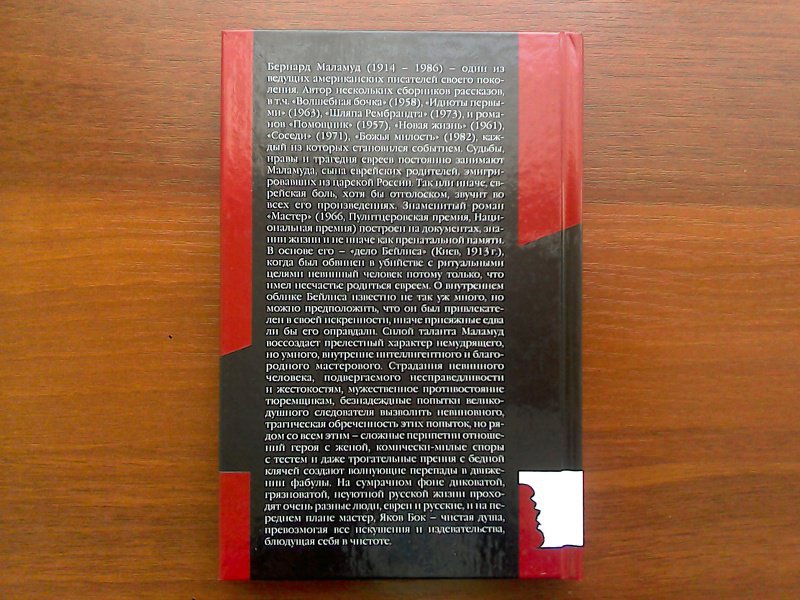 Бернард Маламуд (1914 – 1986) – один из
ведущих американских писателей своего поко-
ления. Автор нескольких сборников рассказов,
в т.ч. «Волшебная бочка» (1958), «Идиоты первы-
ми» (1963), «Шляпа Рембрандта» (1973), и рома-
нов «Помощник» (1957), «Новая жизнь» (1961),
«Соседи» (1971), «Божья милость» (1982), каж-
дый из которых становился событием. Судьбы,
нравы и трагедия евреев постоянно занимают
Маламуда, сына еврейских родителей, эмигри-
ровавших из царской России. Так или иначе, ев-
рейская боль, хотя бы отголоском, звучит во
всех его произведениях. Знаменитый роман
«Мастер» (1966, Пулитцеровская премия, Наци-
ональная премия) построен на документах, зна-
нии жизни и не иначе как пренатальной памяти.
В основе его – «дело Бейлиса» (Киев, 1913 г.),
когда был обвинен в убийстве с ритуальными
целями невинный человек потому только, что
имел несчастье родиться евреем. О внутреннем
облике Бейлиса известно не так уж много, но
можно предположить, что он был привлекате-
лен в своей искренности, иначе присяжные едва
ли бы его оправдали. Силой таланта Маламуд
воссоздает прелестный характер немудрящего,
но умного, внутренне интеллигентного и благо-
родного мастерового. Страдания невинного
человека, подвергаемого несправедливости
и жестокостям, мужественное противостояние
тюремщикам, безнадежные попытки велико-
душного следователя вызволить невиновного,
трагическая обреченность этих попыток, но ря-
дом со всем этим – сложные перипетии отноше-
ний героя с женой, комически-милые споры
с тестем и даже трогательные прения с бедной
клячей создают волнующие перепады в движе-
нии фабулы. На сумрачном фоне диковатой,
грязноватой, неуютной русской жизни прохо-
дят очень разные люди, евреи и русские, и на пе-
реднем плане мастер, Яков Бок – чистая душа,
превозмогая все искушения и издевательства,
блюдущая себя в чистоте.